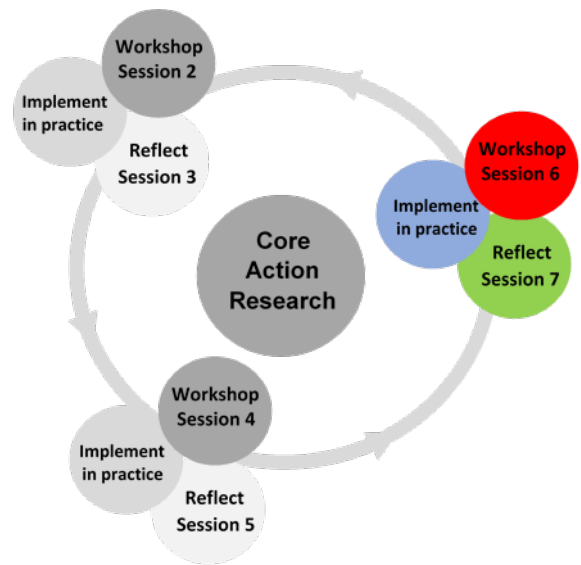 Workshop
Session 2
Implement
in practice
Reflect
Session 3
Workshop
Session 6
Implement
in practice
Reflect
Session 7
Core
Action
Research
Workshop
Session 4
Implement
in practice
Reflect
Session 5